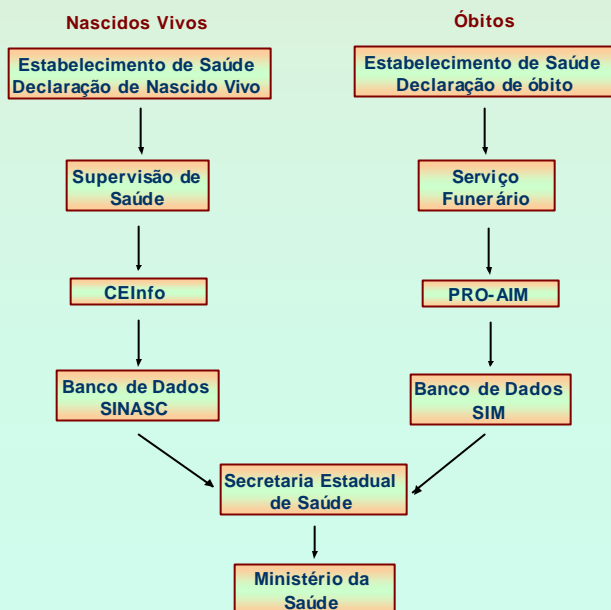 Nascidos Vivos
Estabelecimento de Saúde
Declaração de Nascido Vivo
Supervisão de
Saúde
CEInfo
Banco de Dados
SINASC
Óbitos
Estabelecimento de Saúde
Declaração de óbito
Serviço
Funerário
PRO-AIM
Banco de Dados
SIM
Secretaria Estadual
de Saúde
Ministério da
Saúde